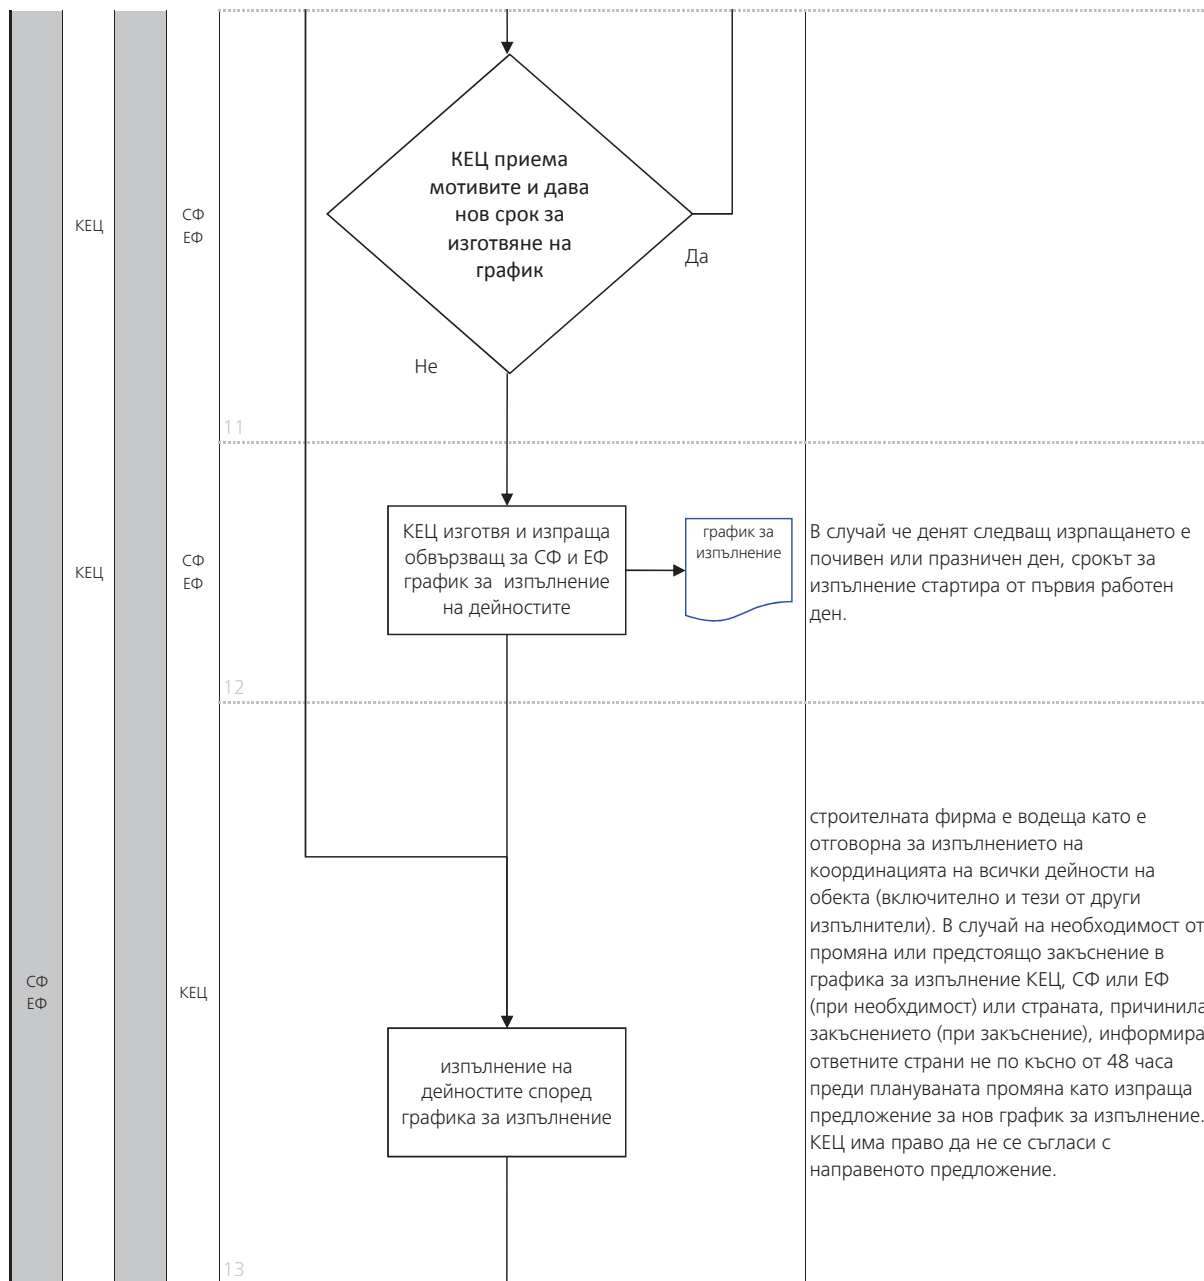 КЕЦ
СФ
ЕФ
КЕЦ приема
мотивите и дава
нов срок за
изготвяне на
график
Да
Не
11
КЕЦ
СФ
ЕФ
КЕЦ изготвя и изпраща
обвързващ за СФ и ЕФ
график за изпълнение
на дейностите
график за
изпълнение
В случай че денят следващ изрпащането е
почивен или празничен ден, срокът за
изпълнение стартира от първия работен
ден.
12
СФ
ЕФ
КЕЦ
изпълнение на
дейностите според
графика за изпълнение
строителната фирма е водеща като е
отговорна за изпълнението на
координацията на всички дейности на
обекта (включително и тези от други
изпълнители). В случай на необходимост от
промяна или предстоящо закъснение в
графика за изпълнение КЕЦ, СФ или ЕФ
(при необхдимост) или страната, причинила
закъснението (при закъснение), информира
ответните страни не по късно от 48 часа
преди плануваната промяна като изпраща
предложение за нов график за изпълнение.
КЕЦ има право да не се съгласи с
направеното предложение.
13